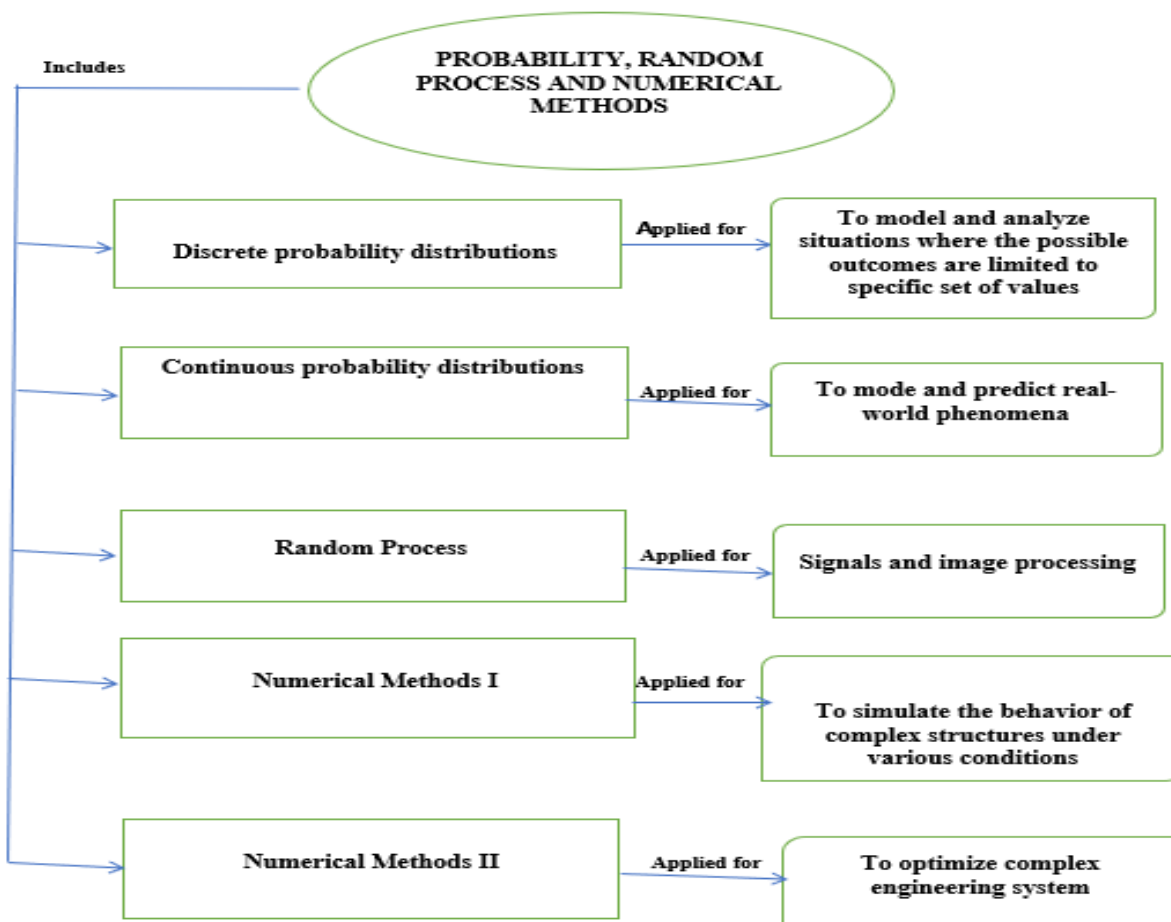 PROBABILITY, RANDOM
PROCESS AND NUMERICAL
METHODS
Includes
Discrete probability distributions
Applied for
To model and analyze
situations where the possible
outcomes are limited to
specific set of values
Continuous probability distributions
Applied for
To mode and predict real-
world phenomena
Random Process
Applied for
Signals and image processing
Numerical Methods I
Applied for
To simulate the behavior of
complex structures under
various conditions
Numerical Methods II
Applied for
To optimize complex
engineering system